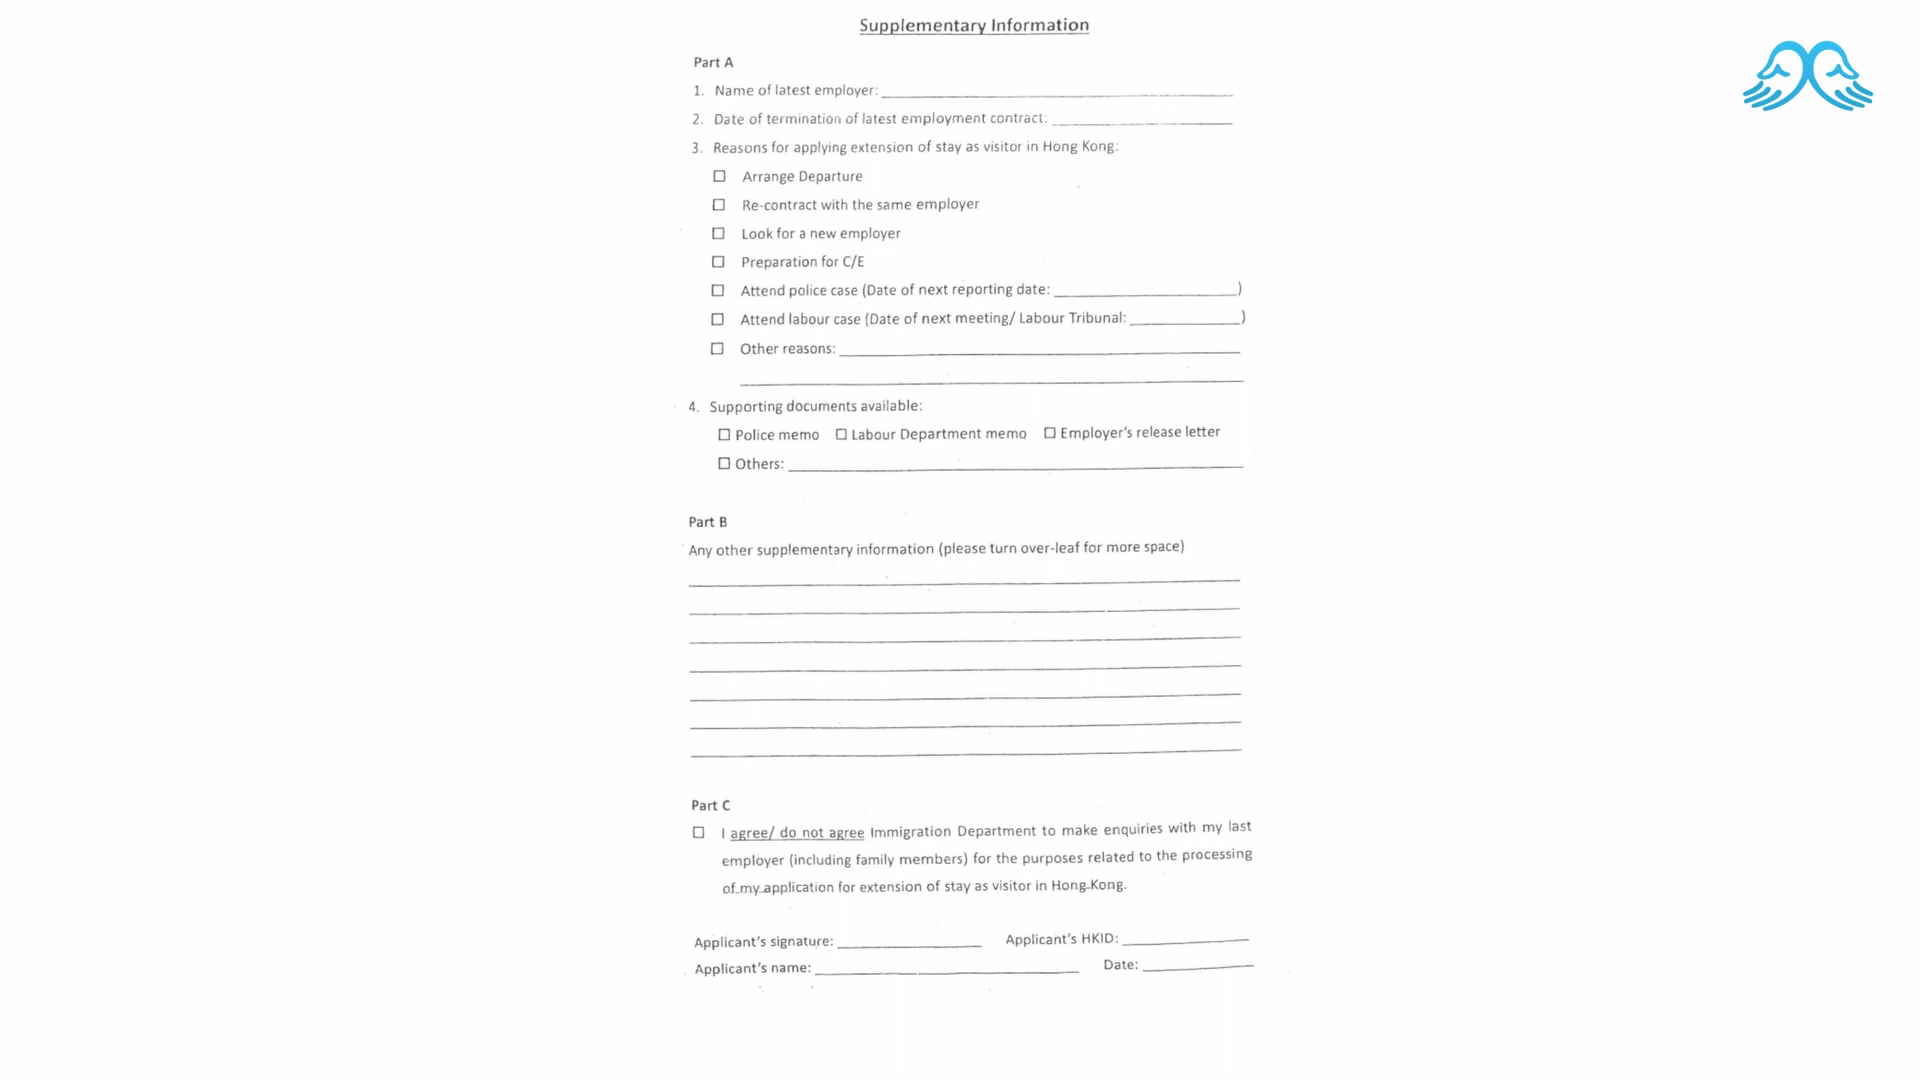 Supplementary Information
Part A
1. Name of latest employer:
2. Date of termination of latest employment contract:
3. Reasons for applying extension of stay as visitor in Hong Kong:
☐ Arrange Departure
☐ Re-contract with the same employer
☐ Look for a new employer
☐ Preparation for C/E
☐ Attend police case (Date of next reporting date: ____)
☐ Attend labour case (Date of next meeting/ Labour Tribunal: ____)
☐ Other reasons:
4. Supporting documents available:
☐ Police memo ☐ Labour Department memo ☐ Employer's release letter
☐ Others:
Part B
Any other supplementary information (please turn over-leaf for more space)
Part C
☐ I agree/ do not agree Immigration Department to make enquiries with my last
employer (including family members) for the purposes related to the processing
of my application for extension of stay as visitor in Hong Kong.
Applicant's signature: ____ Applicant's HKID: ____
Applicant's name: ____ Date: ____